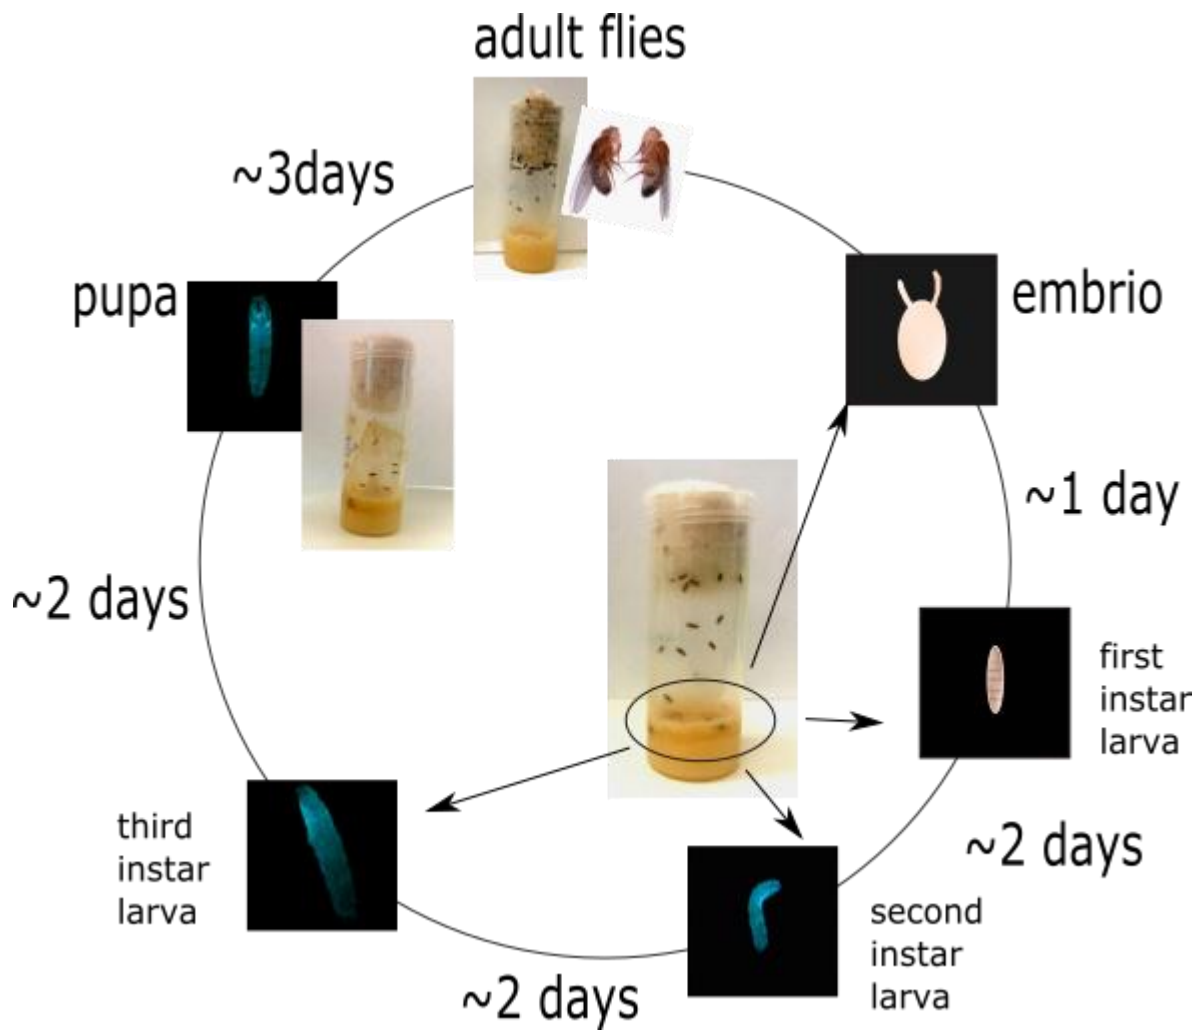 adult flies
~3days
pupa
embrio
~1 day
~2 days
first
instar
larva
third
instar
larva
~2 days
second
instar
larva
~2 days